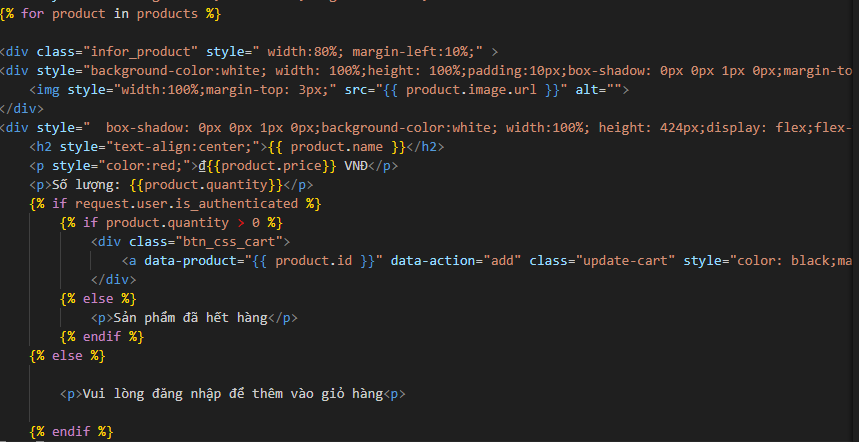 {% for product in products %}
<div class="infor_product" style=" width:80%; margin-left:10%;" >
<div style="background-color:white; width: 100%;height: 100%;padding:10px;box-shadow: 0px 0px 1px 0px;margin-to
<img style="width:100%;margin-top: 3px;" src="{{ product.image.url }}" alt="">
</div>
<div style="  box-shadow: 0px 0px 1px 0px;background-color:white; width:100%; height: 424px;display: flex;flex-
<h2 style="text-align:center;">{{ product.name }}</h2>
<p style="color:red;">₫{{product.price}} VNĐ</p>
<p>Số lượng: {{product.quantity}}</p>
{% if request.user.is_authenticated %}
{% if product.quantity > 0 %}
<div class="btn_css_cart">
<a data-product="{{ product.id }}" data-action="add" class="update-cart" style="color: black;ma
</div>
{% else %}
<p>Sản phẩm đã hết hàng</p>
{% endif %}
{% else %}
<p>Vui lòng đăng nhập để thêm vào giỏ hàng<p>
{% endif %}